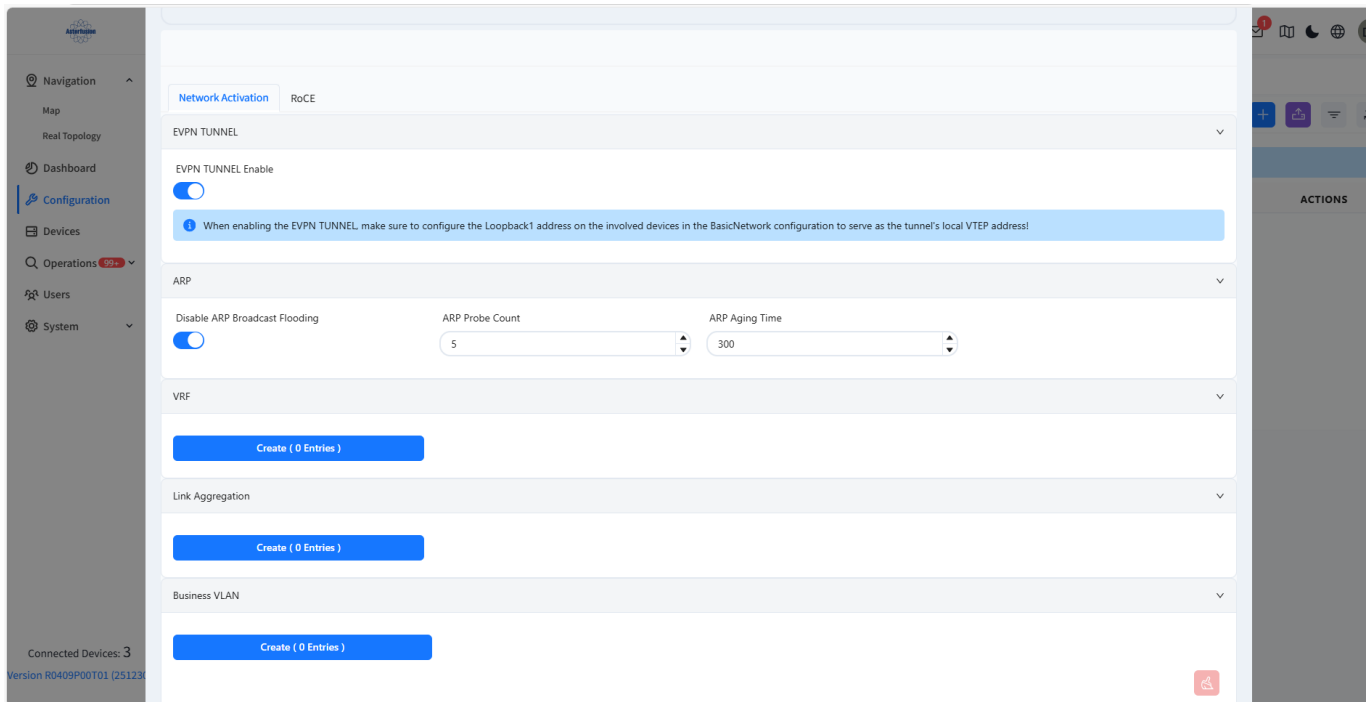 Asterfusion
1
Navigation
Map
Real Topology
Dashboard
Configuration
Devices
Operations 99+
Users
System
Connected Devices: 3
Version R0409P00T01 (25123
Network Activation RoCE
EVPN TUNNEL
EVPN TUNNEL Enable
When enabling the EVPN TUNNEL, make sure to configure the Loopback1 address on the involved devices in the BasicNetwork configuration to serve as the tunnel's local VTEP address!
ARP
Disable ARP Broadcast Flooding ARP Probe Count ARP Aging Time
5 300
VRF
Create ( 0 Entries )
Link Aggregation
Create ( 0 Entries )
Business VLAN
Create ( 0 Entries )
ACTIONS